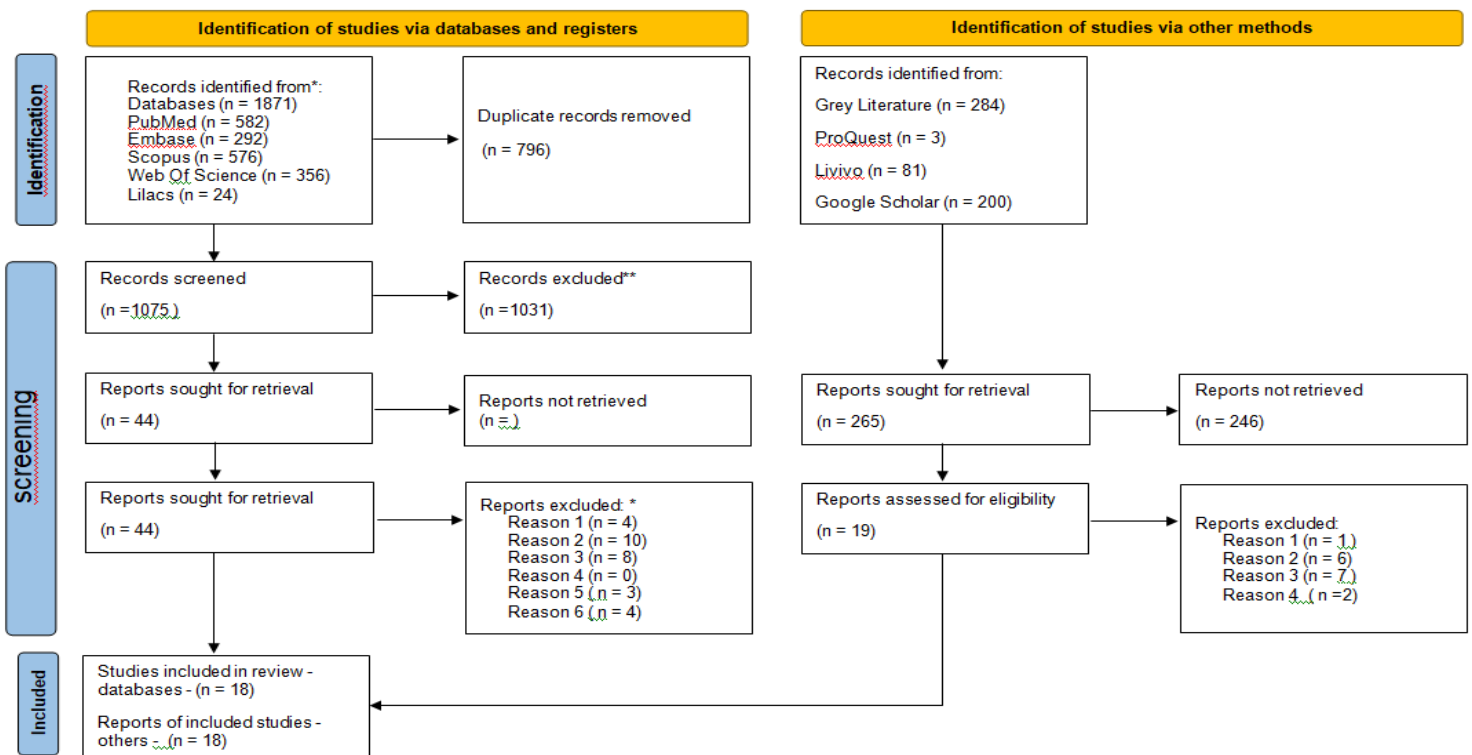 Identification of studies via databases and registers
Identification of studies via other methods
Identification
Records identified from*:
Databases (n = 1871)
PubMed (n = 582)
Embase (n = 292)
Scopus (n = 576)
Web Of Science (n = 356)
Lilacs (n = 24)
Duplicate records removed
(n = 796)
Records identified from:
Grey Literature (n = 284)
ProQuest (n = 3)
Livivo (n = 81)
Google Scholar (n = 200)
screening
Records screened
(n =1075 )
Records excluded**
(n =1031)
Reports sought for retrieval
(n = 44)
Reports not retrieved
(n = )
Reports sought for retrieval
(n = 265)
Reports not retrieved
(n = 246)
Reports sought for retrieval
(n = 44)
Reports excluded: *
Reason 1 (n = 4)
Reason 2 (n = 10)
Reason 3 (n = 8)
Reason 4 (n = 0)
Reason 5 ( n = 3)
Reason 6 ( n = 4)
Reports assessed for eligibility
(n = 19)
Reports excluded:
Reason 1 (n = 1 )
Reason 2 (n = 6)
Reason 3 (n = 7 )
Reason 4 ( n =2)
Included
Studies included in review -
databases - (n = 18)
Reports of included studies -
others - (n = 18)